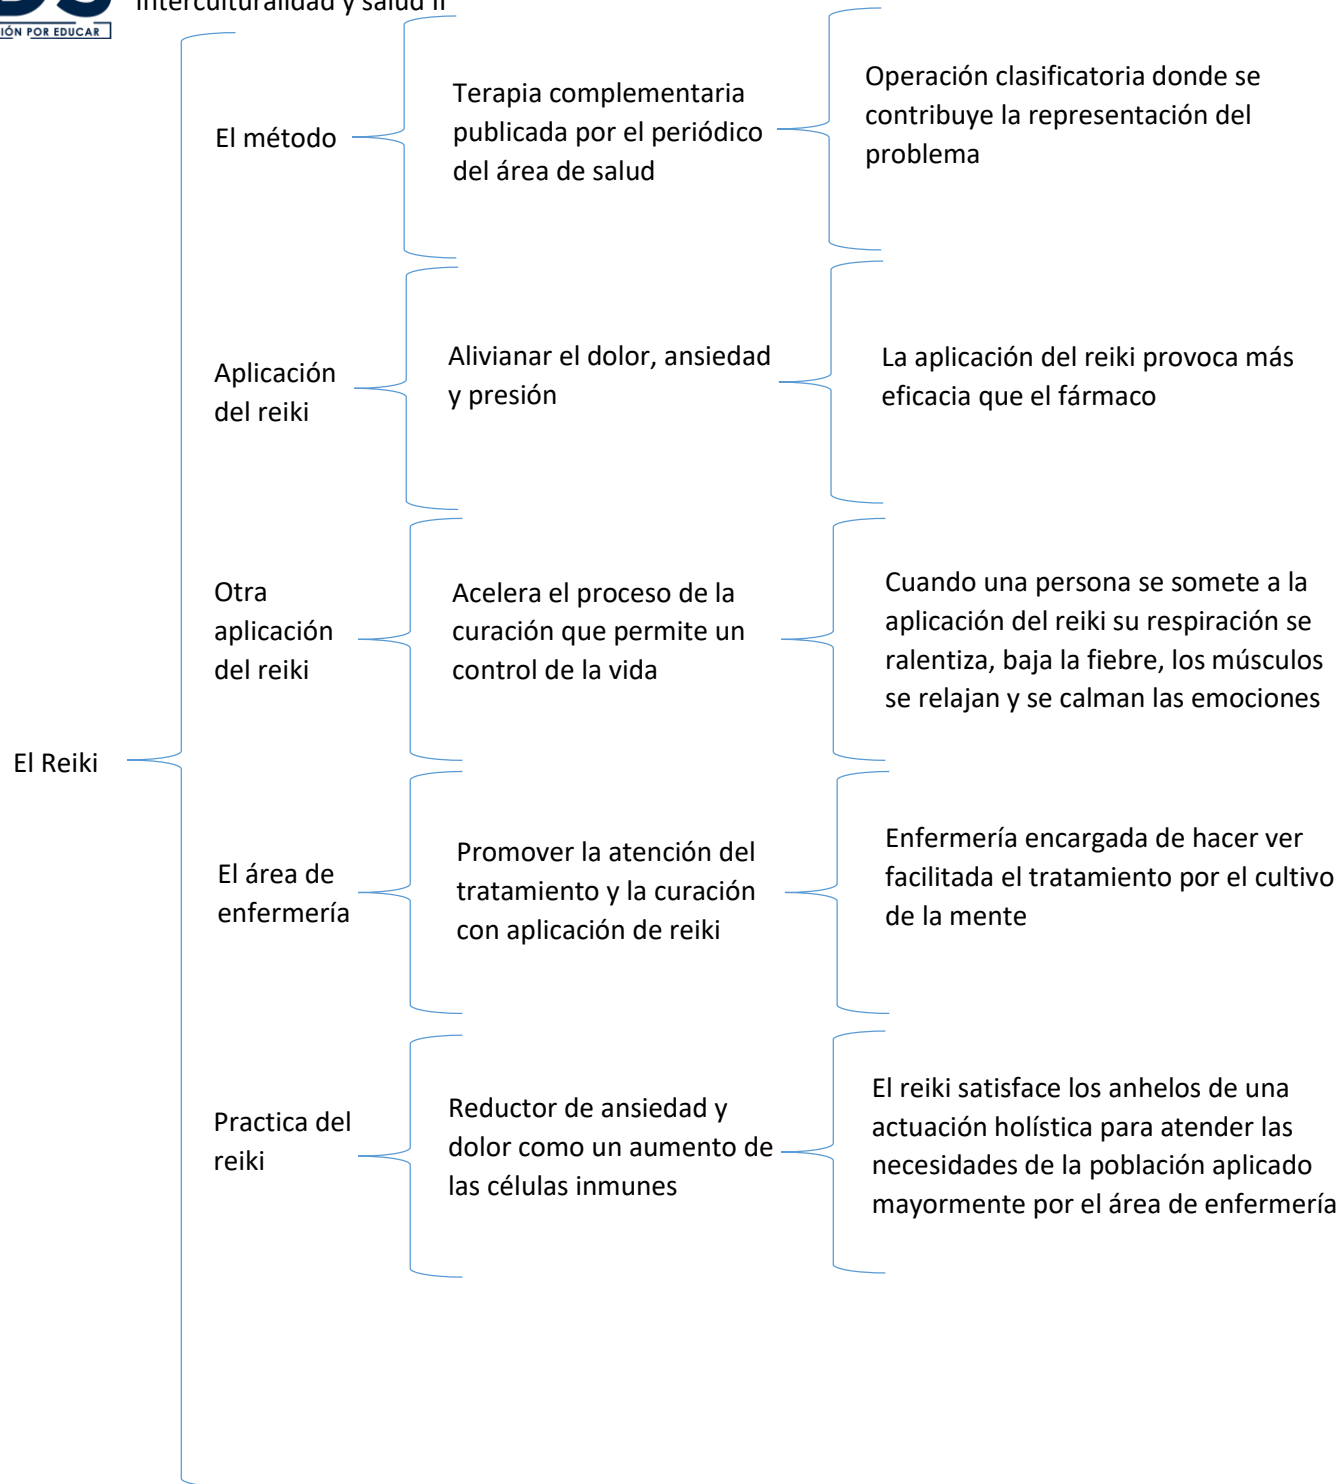 Interculturalidad y salud II
IÓN POR EDUCAR
El Reiki
El método
Terapia complementaria
publicada por el periódico
del área de salud
Operación clasificatoria donde se
contribuye la representación del
problema
Aplicación
del reiki
Alivianar el dolor, ansiedad
y presión
La aplicación del reiki provoca más
eficacia que el fármaco
Otra
aplicación
del reiki
Acelera el proceso de la
curación que permite un
control de la vida
Cuando una persona se somete a la
aplicación del reiki su respiración se
ralentiza, baja la fiebre, los músculos
se relajan y se calman las emociones
El área de
enfermería
Promover la atención del
tratamiento y la curación
con aplicación de reiki
Enfermería encargada de hacer ver
facilitada el tratamiento por el cultivo
de la mente
Practica del
reiki
Reductor de ansiedad y
dolor como un aumento de
las células inmunes
El reiki satisface los anhelos de una
actuación holística para atender las
necesidades de la población aplicado
mayormente por el área de enfermería